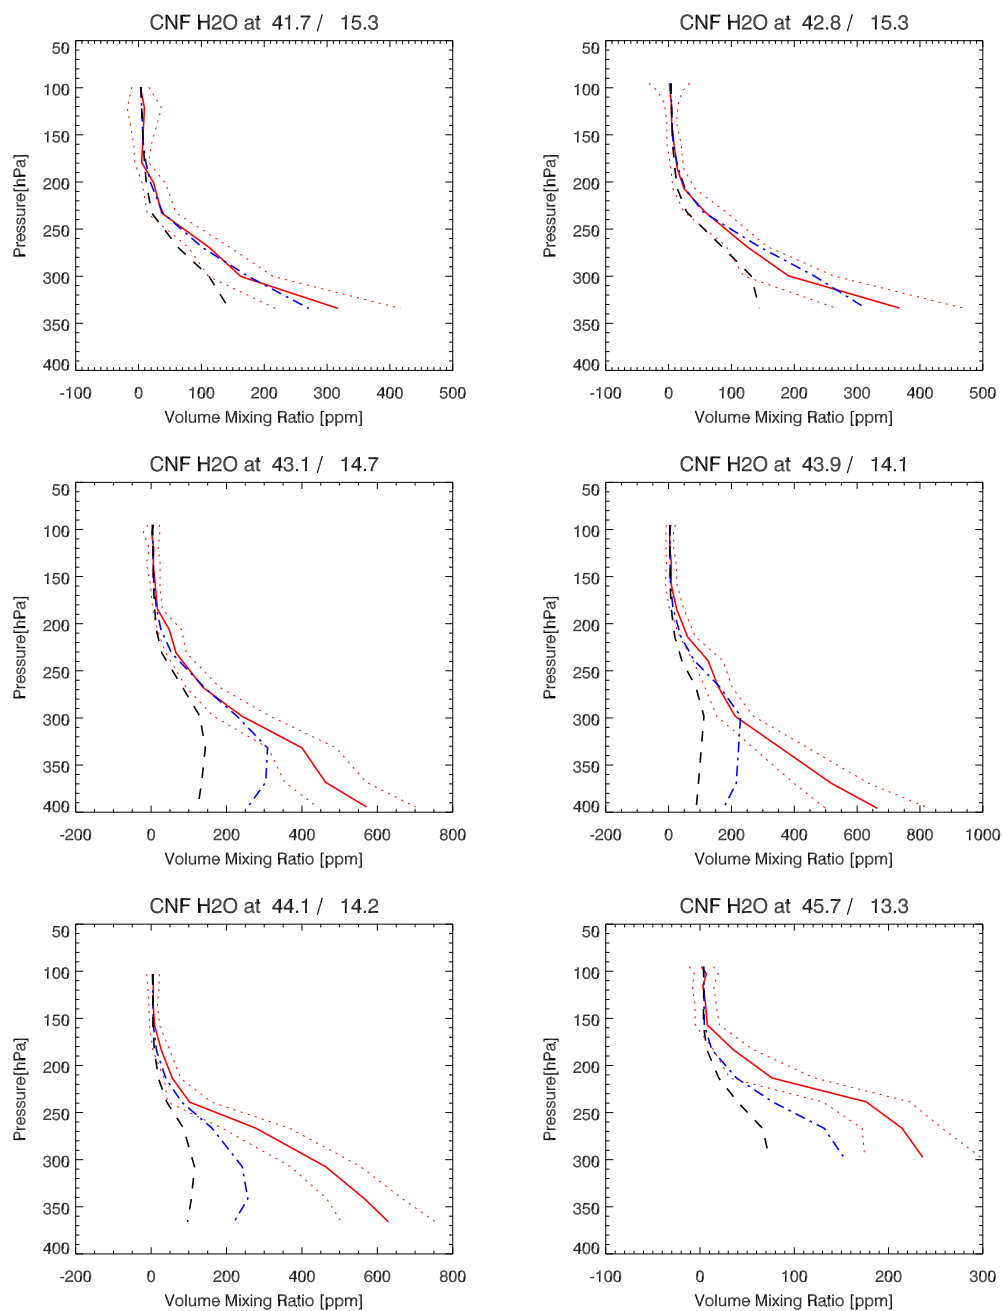 CNF H2O at 41.7 / 15.3
50
100
150
200
250
300
350
400
Pressure[hPa]
-100 0 100 200 300 400 500
Volume Mixing Ratio [ppm]
CNF H2O at 42.8 / 15.3
50
100
150
200
250
300
350
400
Pressure[hPa]
-100 0 100 200 300 400 500
Volume Mixing Ratio [ppm]
CNF H2O at 43.1 / 14.7
50
100
150
200
250
300
350
400
Pressure[hPa]
-200 0 200 400 600 800
Volume Mixing Ratio [ppm]
CNF H2O at 43.9 / 14.1
50
100
150
200
250
300
350
400
Pressure[hPa]
-200 0 200 400 600 800 1000
Volume Mixing Ratio [ppm]
CNF H2O at 44.1 / 14.2
50
100
150
200
250
300
350
400
Pressure[hPa]
-200 0 200 400 600 800
Volume Mixing Ratio [ppm]
CNF H2O at 45.7 / 13.3
50
100
150
200
250
300
350
400
Pressure[hPa]
-100 0 100 200 300
Volume Mixing Ratio [ppm]